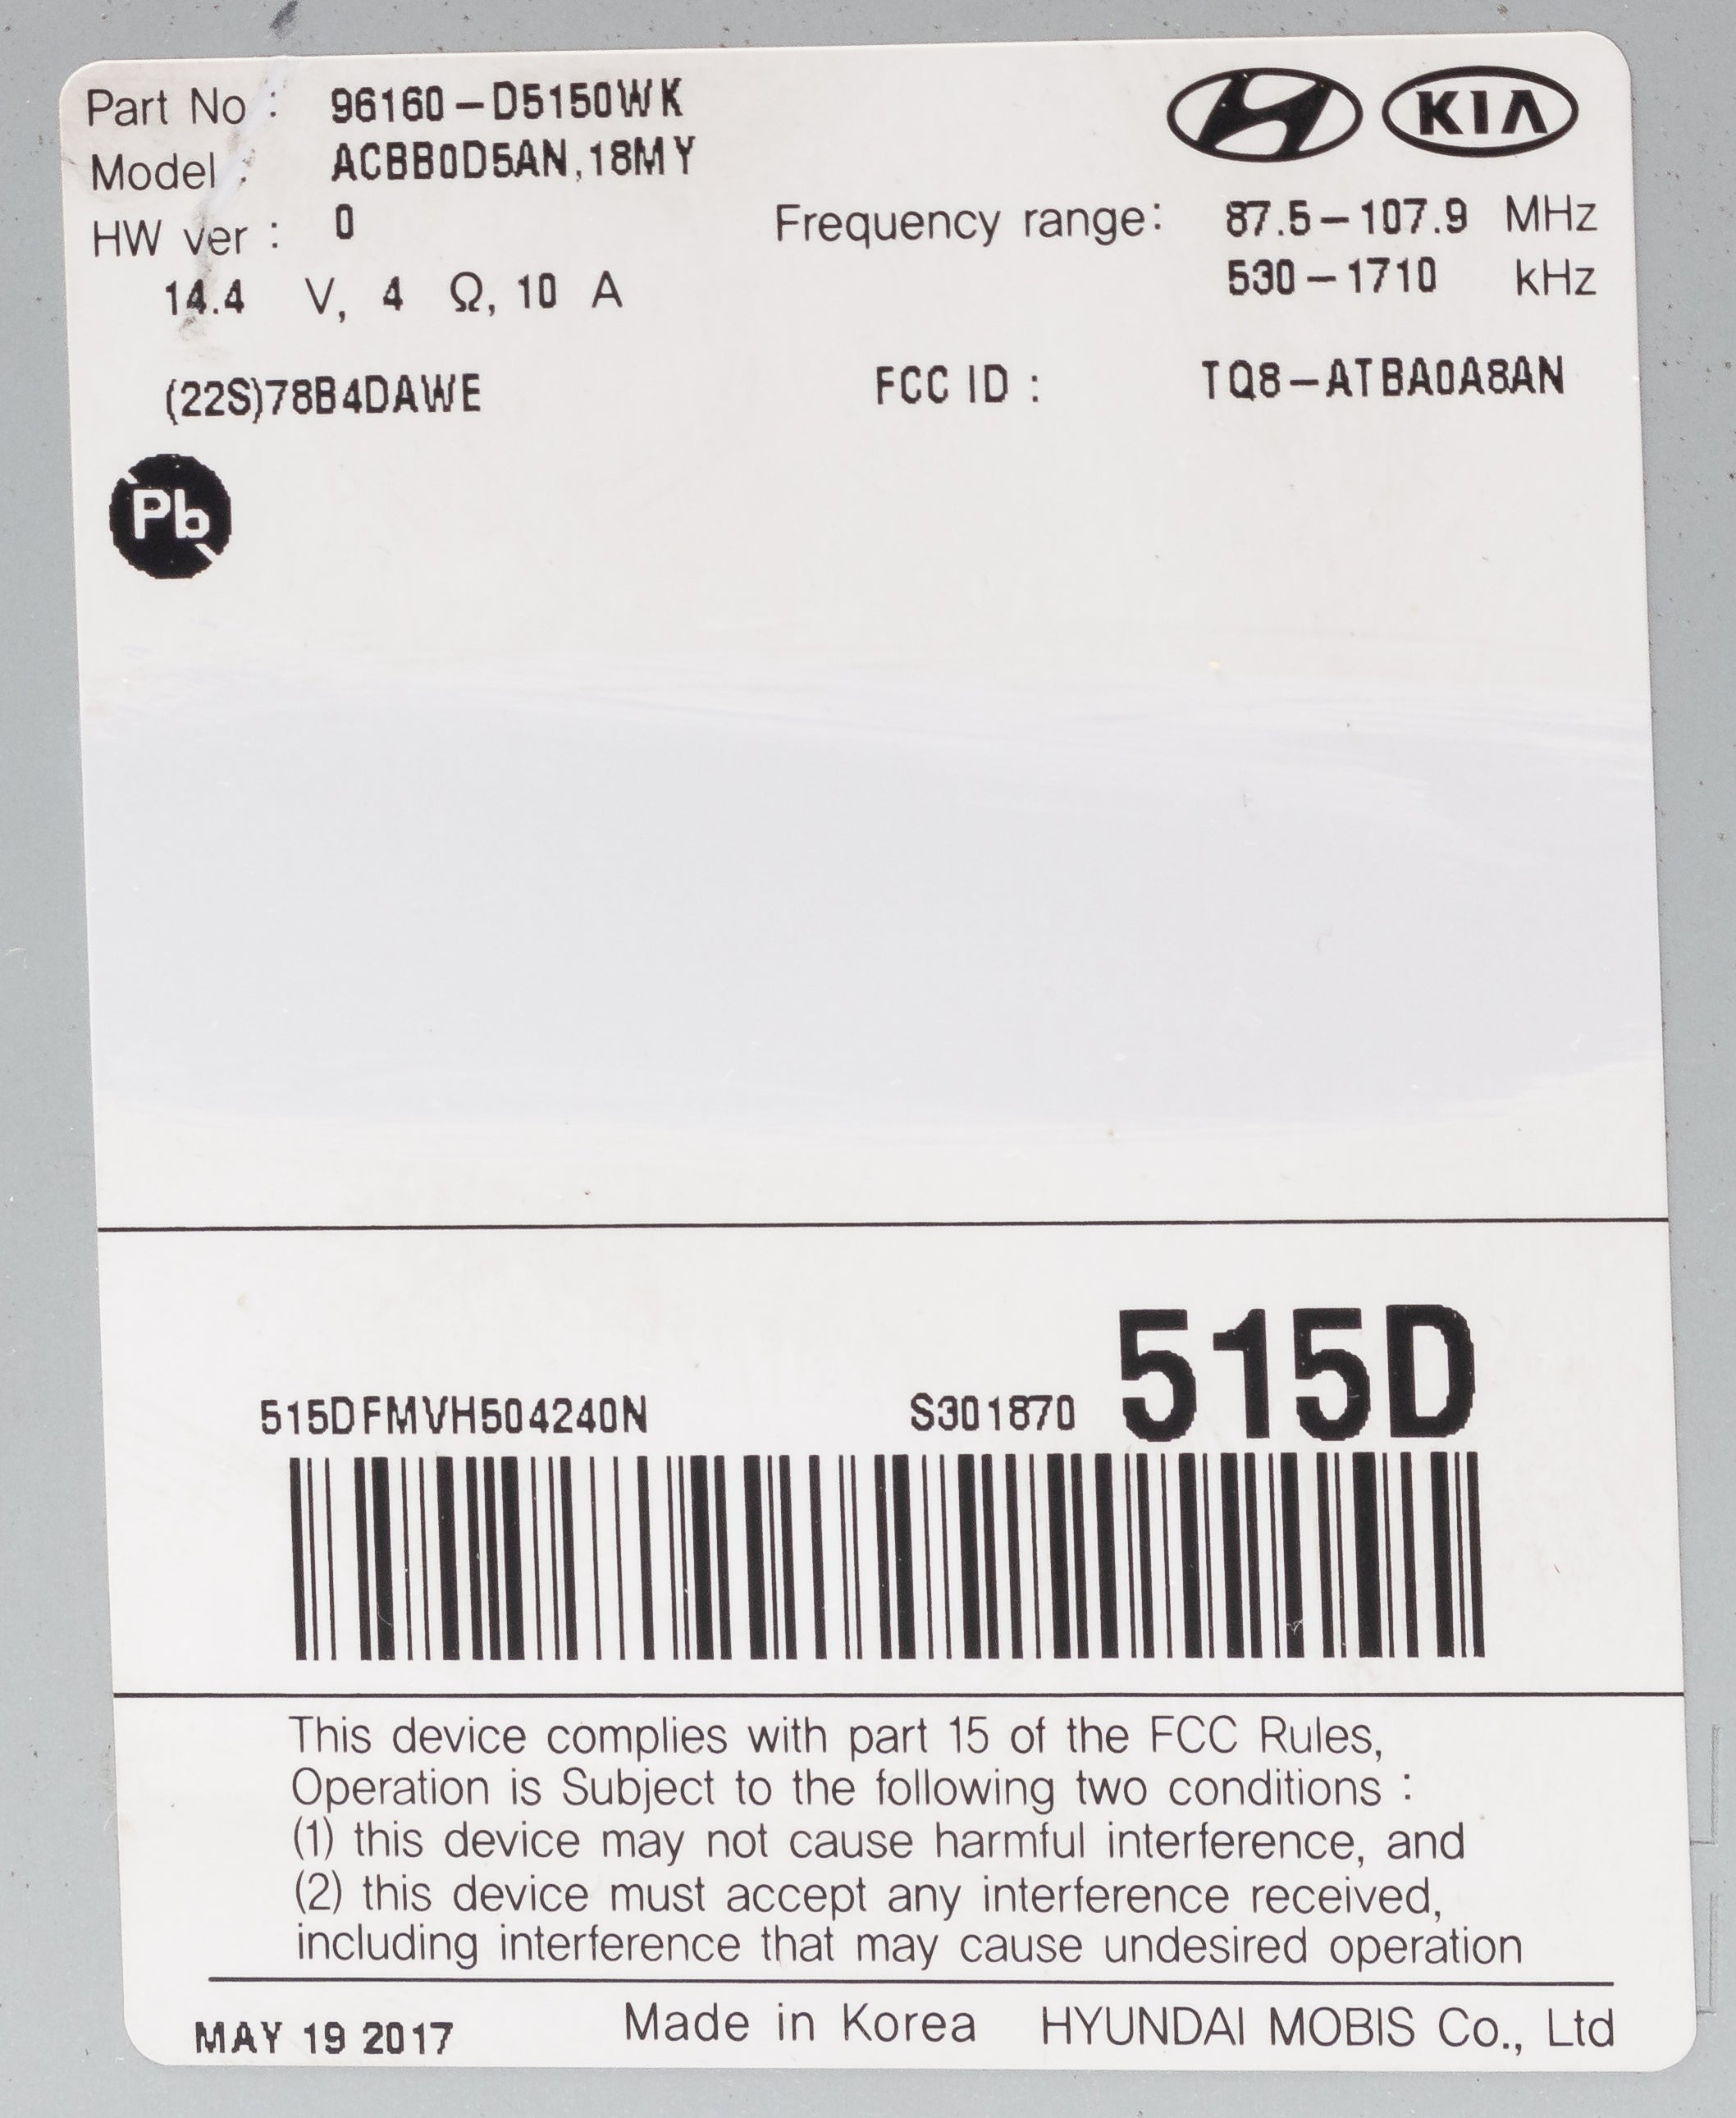 Part No : 96160-D5150WK
KIA
Model : ACBB0D5AN,18MY
HW ver : 0
Frequency range: 87.5-107.9 MHz
530-1710 kHz
14.4 V, 4 Ω, 10 A
(22S)78B4DAWE
FCC ID : TQ8-ATBA0A8AN
Pb
515D
515DFMVH504240N S301870
This device complies with part 15 of the FCC Rules,
Operation is Subject to the following two conditions :
(1) this device may not cause harmful interference, and
(2) this device must accept any interference received,
including interference that may cause undesired operation
MAY 19 2017 Made in Korea HYUNDAI MOBIS Co., Ltd